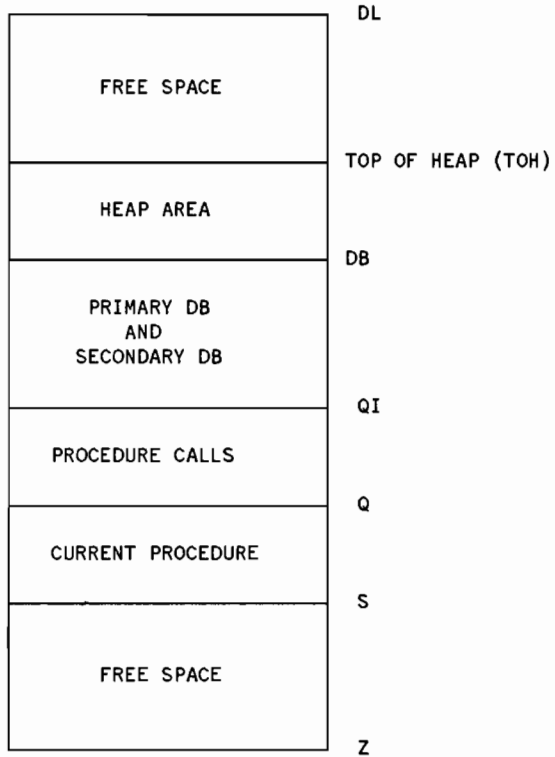 DL
FREE SPACE
TOP OF HEAP (TOH)
HEAP AREA
DB
PRIMARY DB
AND
SECONDARY DB
QI
PROCEDURE CALLS
Q
CURRENT PROCEDURE
S
FREE SPACE
Z